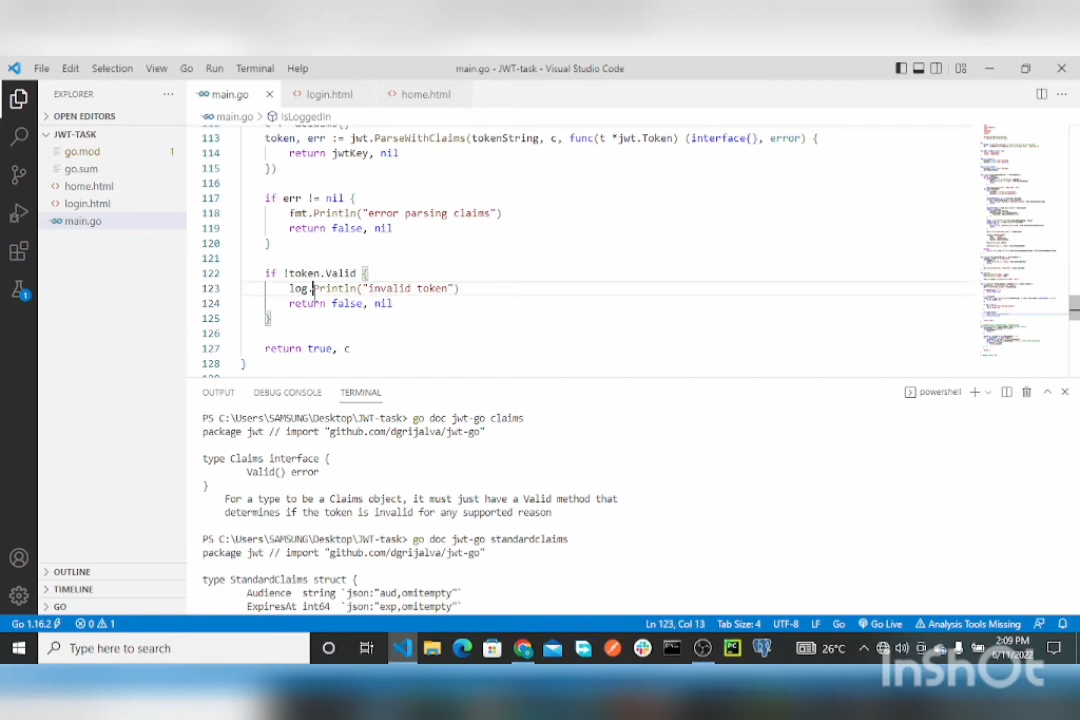 File Edit Selection View Go Run Terminal Help main.go - JWT-task - Visual Studio Code
EXPLORER
main.go
login.html
home.html
OPEN EDITORS
main.go > IsLoggedIn
JWT-TASK
go.mod 1
go.sum
home.html
login.html
main.go
113 token, err := jwt.ParseWithClaims(tokenString, c, func(t *jwt.Token) (interface{}, error) {
114 return jwtKey, nil
115 })
116
117 if err != nil {
118 fmt.Println("error parsing claims")
119 return false, nil
120 }
121
122 if !token.Valid {
123 log.Println("invalid token")
124 return false, nil
125 }
126
127 return true, c
128 }
OUTPUT DEBUG CONSOLE TERMINAL
powershell
PS C:\Users\SAMSUNG\Desktop\JWT-task> go doc jwt-go claims
package jwt // import "github.com/dgrijalva/jwt-go"
type Claims interface {
Valid() error
}
For a type to be a Claims object, it must just have a Valid method that
determines if the token is invalid for any supported reason
PS C:\Users\SAMSUNG\Desktop\JWT-task> go doc jwt-go standardclaims
package jwt // import "github.com/dgrijalva/jwt-go"
type StandardClaims struct {
Audience string `json:"aud,omitempty"`
ExpiresAt int64 `json:"exp,omitempty"`
OUTLINE
TIMELINE
GO
1
Go 1.16.2 0 1 Ln 123, Col 13 Tab Size: 4 UTF-8 LF Go Go Live Analysis Tools Missing
Type here to search
26°C
2:09 PM
6/11/2022
InShOt